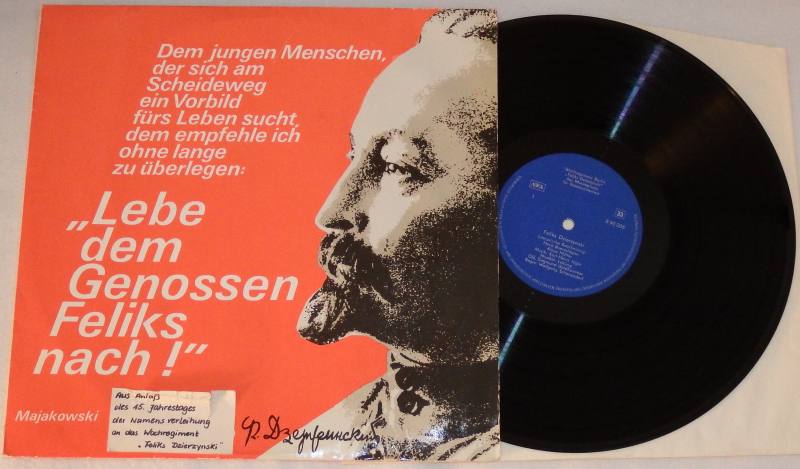 Dem jungen Menschen,
der sich am
Scheideweg
ein Vorbild
fürs Leben sucht,
dem empfehle ich
ohne lange
zu überlegen:
„Lebe
dem
Genossen
Feliks
nach!"
Majakowski
Aus Anlaß
des 15. Jahrestages
der Namensverleihung
an das Wachregiment
„Feliks Dzierzynski"
Ф. Дзержинский
Feliks Dzierzynski